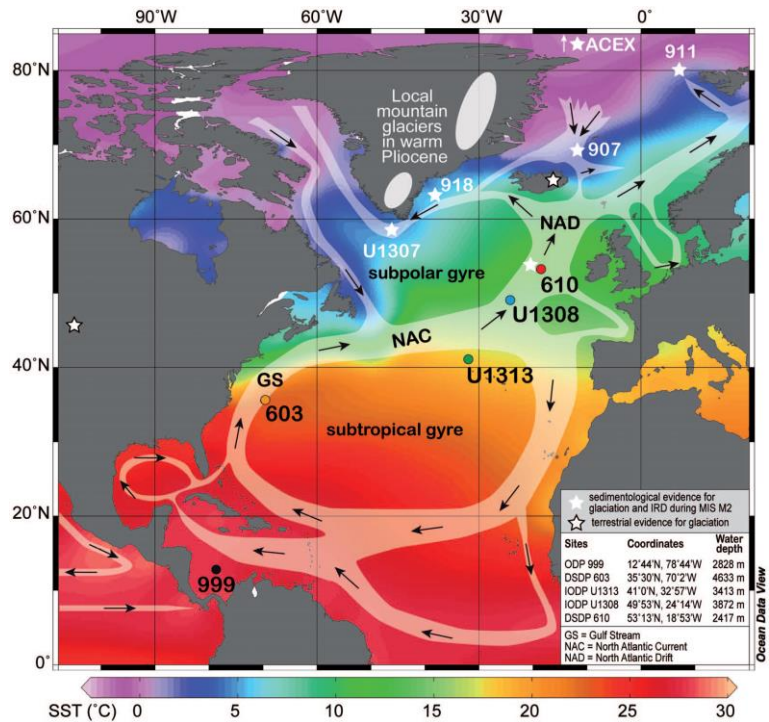 90°W 60°W 30°W 0°
80°N
60°N
40°N
20°N
0°
ACEX
911
Local
mountain
glaciers
in warm
Pliocene
907
918
U1307
NAD
subpolar gyre
610
U1308
NAC
U1313
GS
603
subtropical gyre
999
sedimentological evidence for
glaciation and IRD during MIS M2
terrestrial evidence for glaciation
Sites Coordinates Water depth
ODP 999 12°44'N, 78°44'W 2828 m
DSDP 603 35°30'N, 70°2'W 4633 m
IODP U1313 41°0'N, 32°57'W 3413 m
IODP U1308 49°53'N, 24°14'W 3872 m
DSDP 610 53°13'N, 18°53'W 2417 m
GS = Gulf Stream
NAC = North Atlantic Current
NAD = North Atlantic Drift
Ocean Data View
SST (°C) 0 5 10 15 20 25 30